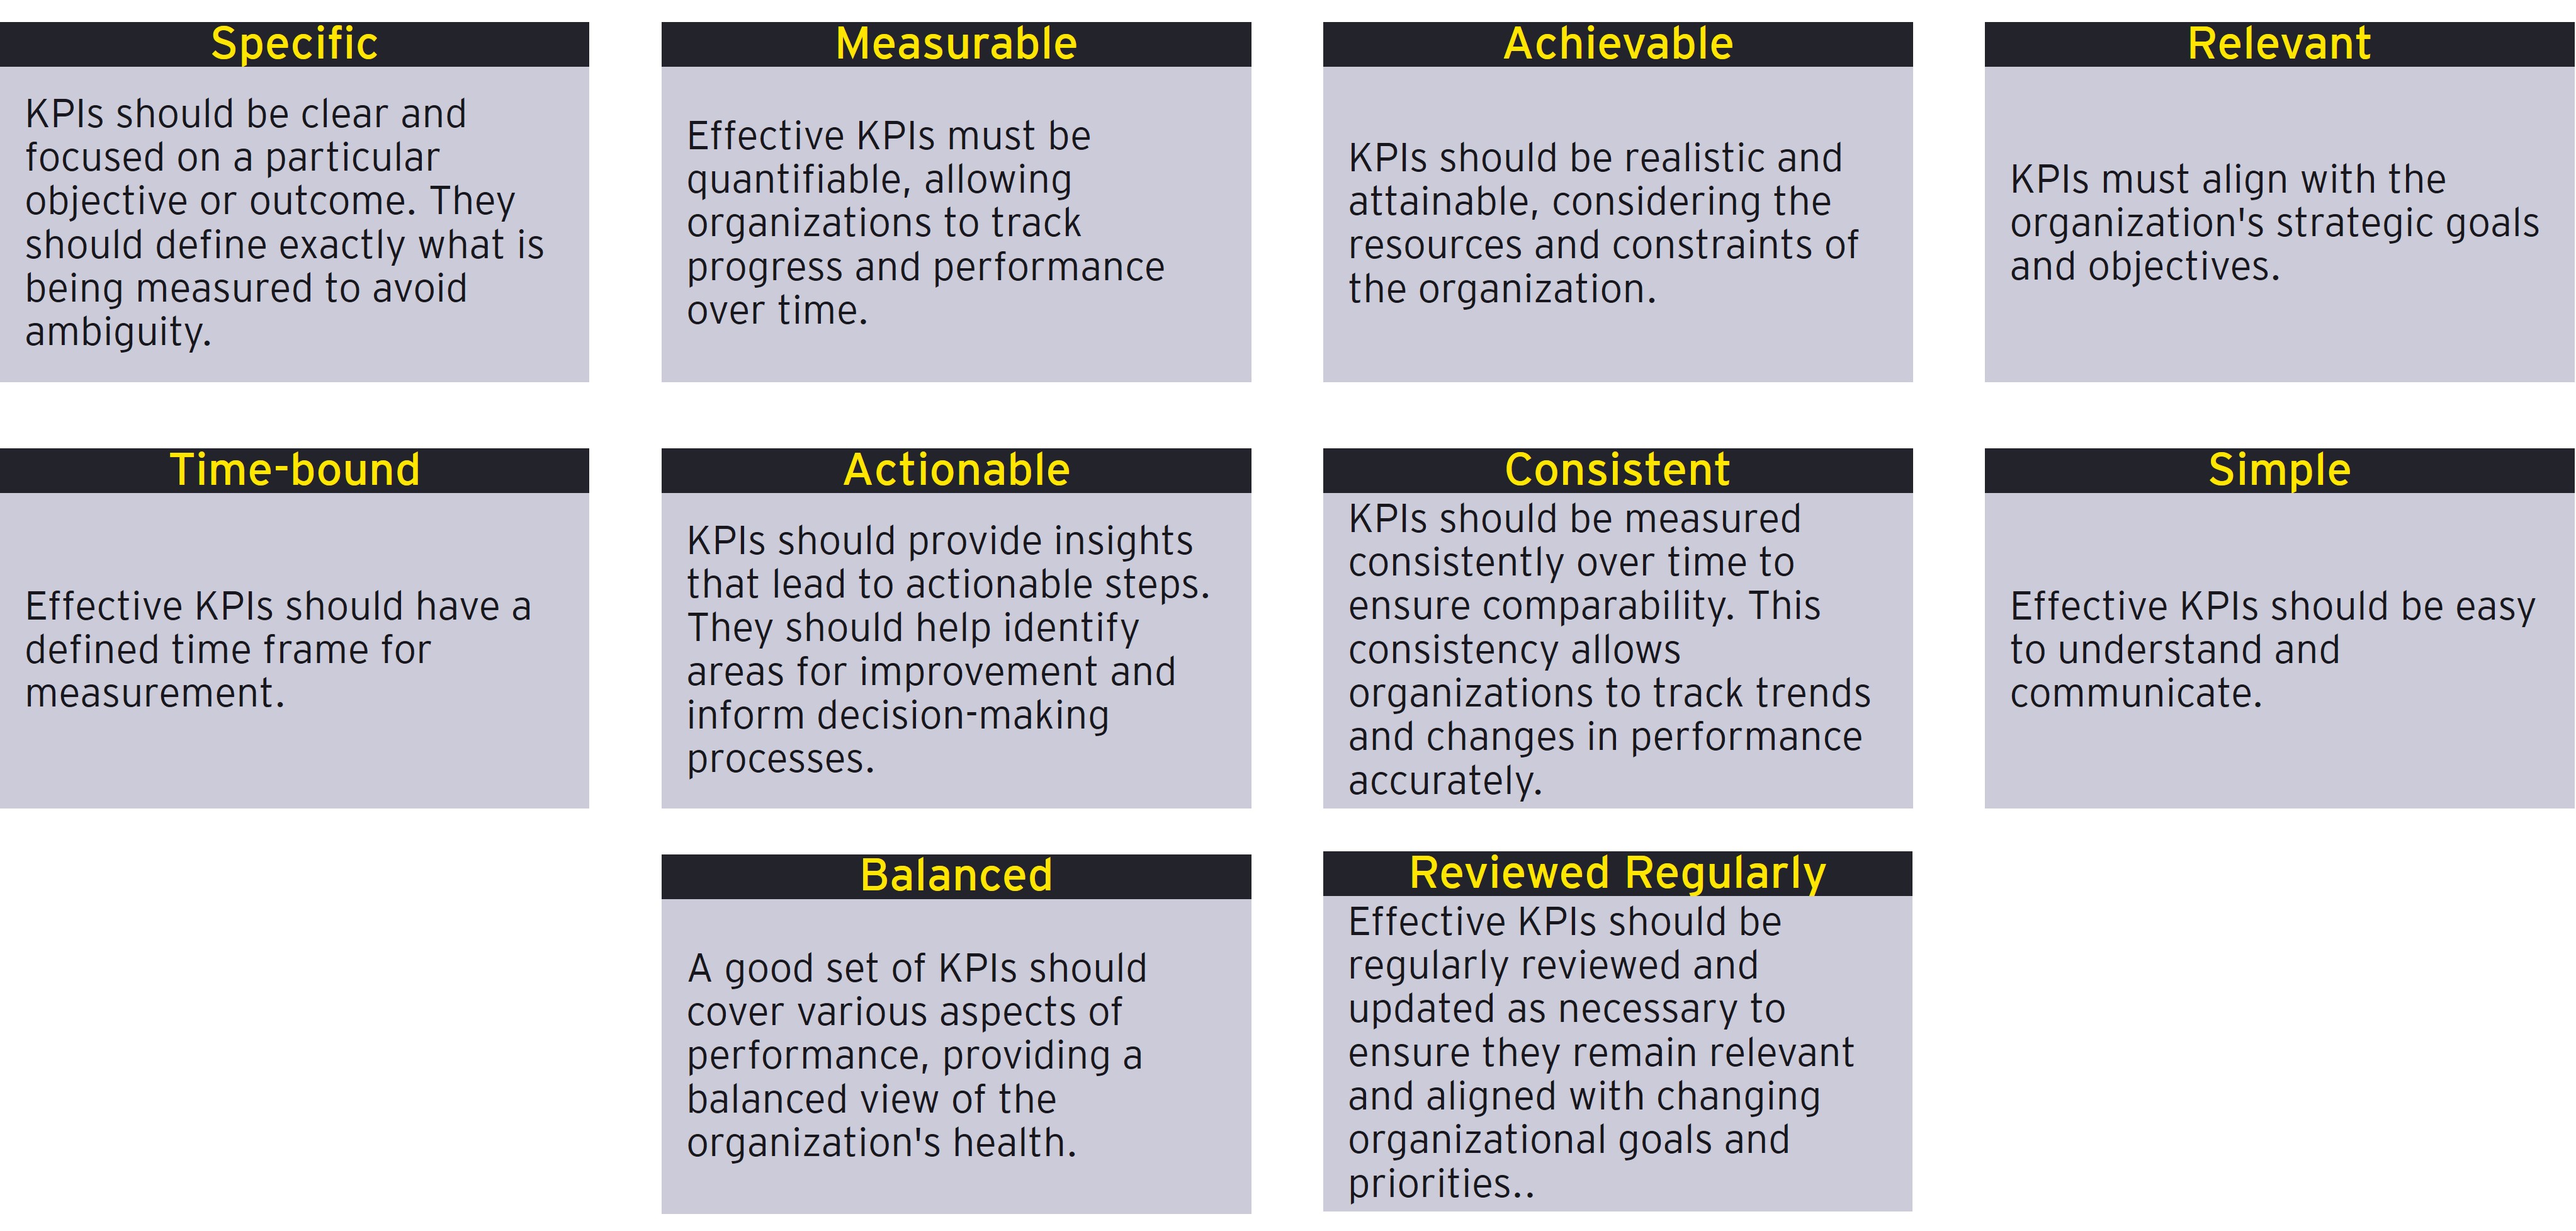 Specific
KPIs should be clear and
focused on a particular
objective or outcome. They
should define exactly what is
being measured to avoid
ambiguity.
Measurable
Effective KPIs must be
quantifiable, allowing
organizations to track
progress and performance
over time.
Achievable
KPIs should be realistic and
attainable, considering the
resources and constraints of
the organization.
Relevant
KPIs must align with the
organization's strategic goals
and objectives.
Time-bound
Effective KPIs should have a
defined time frame for
measurement.
Actionable
KPIs should provide insights
that lead to actionable steps.
They should help identify
areas for improvement and
inform decision-making
processes.
Consistent
KPIs should be measured
consistently over time to
ensure comparability. This
consistency allows
organizations to track trends
and changes in performance
accurately.
Simple
Effective KPIs should be easy
to understand and
communicate.
Balanced
A good set of KPIs should
cover various aspects of
performance, providing a
balanced view of the
organization's health.
Reviewed Regularly
Effective KPIs should be
regularly reviewed and
updated as necessary to
ensure they remain relevant
and aligned with changing
organizational goals and
priorities..